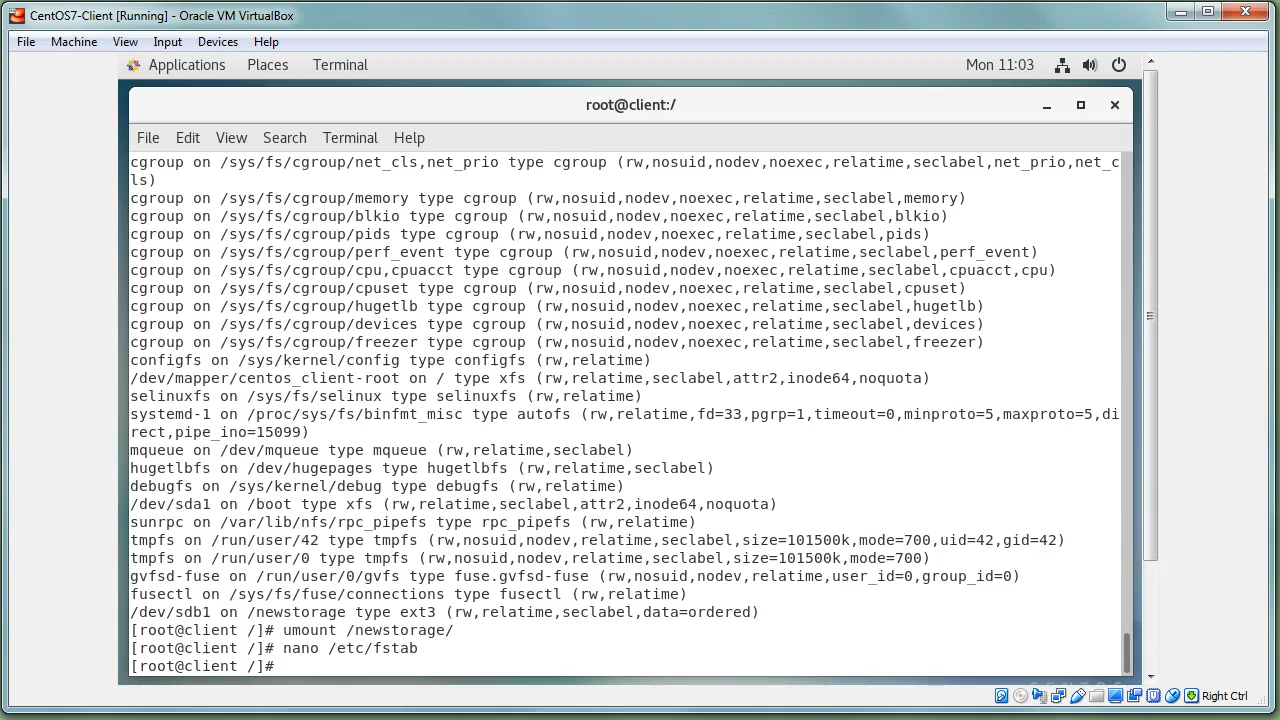 CentOS7-Client [Running] - Oracle VM VirtualBox
File Machine View Input Devices Help
Applications Places Terminal Mon 11:03
root@client:/
File Edit View Search Terminal Help
cgroup on /sys/fs/cgroup/net_cls,net_prio type cgroup (rw,nosuid,nodev,noexec,relatime,seclabel,net_prio,net_c
ls)
cgroup on /sys/fs/cgroup/memory type cgroup (rw,nosuid,nodev,noexec,relatime,seclabel,memory)
cgroup on /sys/fs/cgroup/blkio type cgroup (rw,nosuid,nodev,noexec,relatime,seclabel,blkio)
cgroup on /sys/fs/cgroup/pids type cgroup (rw,nosuid,nodev,noexec,relatime,seclabel,pids)
cgroup on /sys/fs/cgroup/perf_event type cgroup (rw,nosuid,nodev,noexec,relatime,seclabel,perf_event)
cgroup on /sys/fs/cgroup/cpu,cpuacct type cgroup (rw,nosuid,nodev,noexec,relatime,seclabel,cpuacct,cpu)
cgroup on /sys/fs/cgroup/cpuset type cgroup (rw,nosuid,nodev,noexec,relatime,seclabel,cpuset)
cgroup on /sys/fs/cgroup/hugetlb type cgroup (rw,nosuid,nodev,noexec,relatime,seclabel,hugetlb)
cgroup on /sys/fs/cgroup/devices type cgroup (rw,nosuid,nodev,noexec,relatime,seclabel,devices)
cgroup on /sys/fs/cgroup/freezer type cgroup (rw,nosuid,nodev,noexec,relatime,seclabel,freezer)
configfs on /sys/kernel/config type configfs (rw,relatime)
/dev/mapper/centos_client-root on / type xfs (rw,relatime,seclabel,attr2,inode64,noquota)
selinuxfs on /sys/fs/selinux type selinuxfs (rw,relatime)
systemd-1 on /proc/sys/fs/binfmt_misc type autofs (rw,relatime,fd=33,pgrp=1,timeout=0,minproto=5,maxproto=5,di
rect,pipe_ino=15099)
mqueue on /dev/mqueue type mqueue (rw,relatime,seclabel)
hugetlbfs on /dev/hugepages type hugetlbfs (rw,relatime,seclabel)
debugfs on /sys/kernel/debug type debugfs (rw,relatime)
/dev/sda1 on /boot type xfs (rw,relatime,seclabel,attr2,inode64,noquota)
sunrpc on /var/lib/nfs/rpc_pipefs type rpc_pipefs (rw,relatime)
tmpfs on /run/user/42 type tmpfs (rw,nosuid,nodev,relatime,seclabel,size=101500k,mode=700,uid=42,gid=42)
tmpfs on /run/user/0 type tmpfs (rw,nosuid,nodev,relatime,seclabel,size=101500k,mode=700)
gvfsd-fuse on /run/user/0/gvfs type fuse.gvfsd-fuse (rw,nosuid,nodev,relatime,user_id=0,group_id=0)
fusectl on /sys/fs/fuse/connections type fusectl (rw,relatime)
/dev/sdb1 on /newstorage type ext3 (rw,relatime,seclabel,data=ordered)
[root@client /]# umount /newstorage/
[root@client /]# nano /etc/fstab
[root@client /]#
Right Ctrl